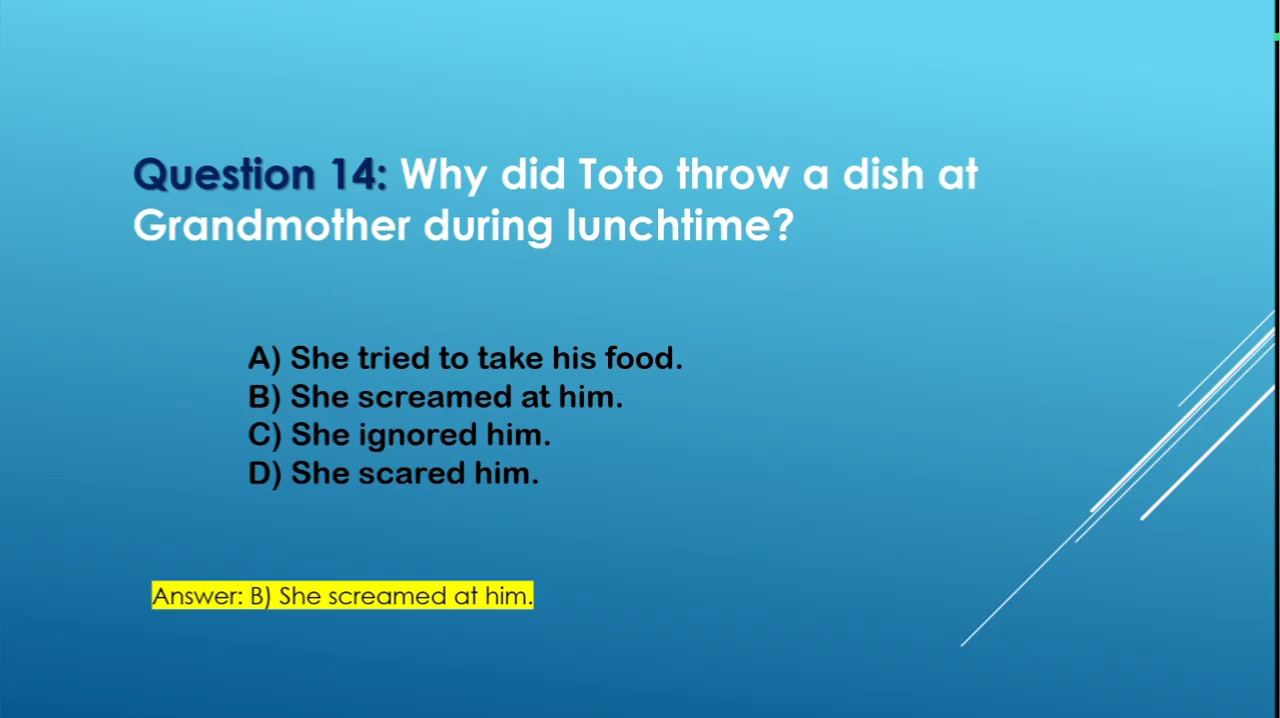 Question 14: Why did Toto throw a dish at
Grandmother during lunchtime?
A) She tried to take his food.
B) She screamed at him.
C) She ignored him.
D) She scared him.
Answer: B) She screamed at him.